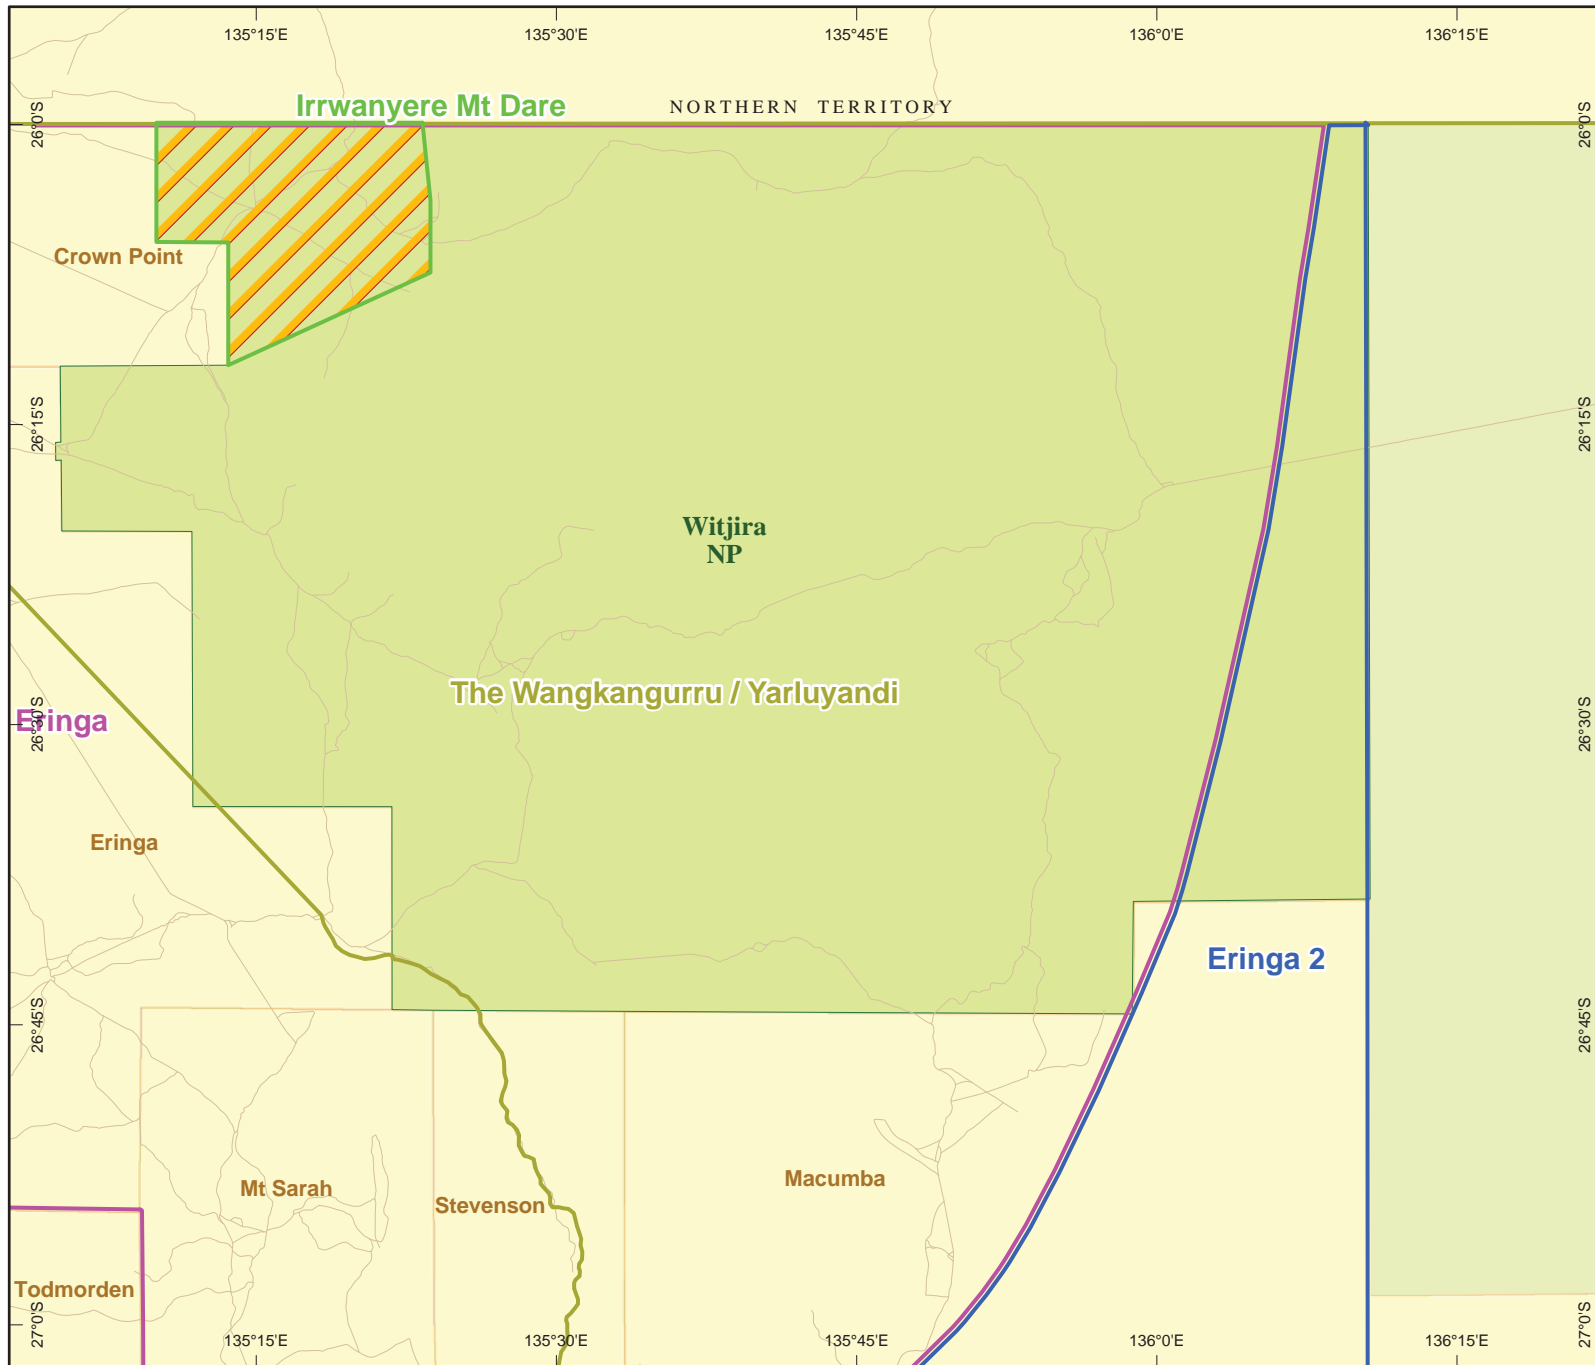 135°15'E 135°30'E 135°45'E 136°0'E 136°15'E
Irrwanyere Mt Dare
NORTHERN TERRITORY
26°0'S 26°0'S
Crown Point
26°15'S 26°15'S
Witjira
NP
The Wangkangurru / Yarluyandi
Eringa
26°30'S 26°30'S
Eringa
Eringa 2
26°45'S 26°45'S
Macumba
Mt Sarah
Stevenson
Todmorden
27°0'S 27°0'S
135°15'E 135°30'E 135°45'E 136°0'E 136°15'E